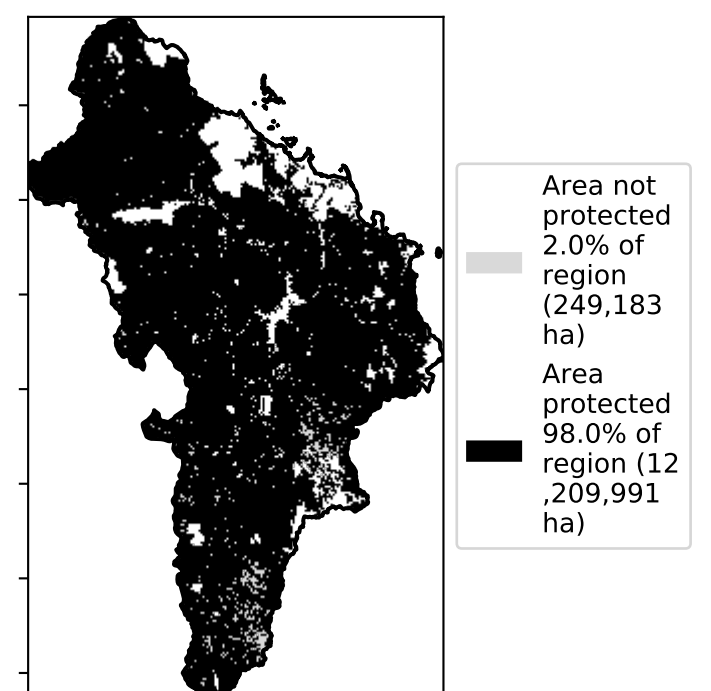 Area not
protected
2.0% of
region
(249,183
ha)
Area
protected
98.0% of
region (12
,209,991
ha)